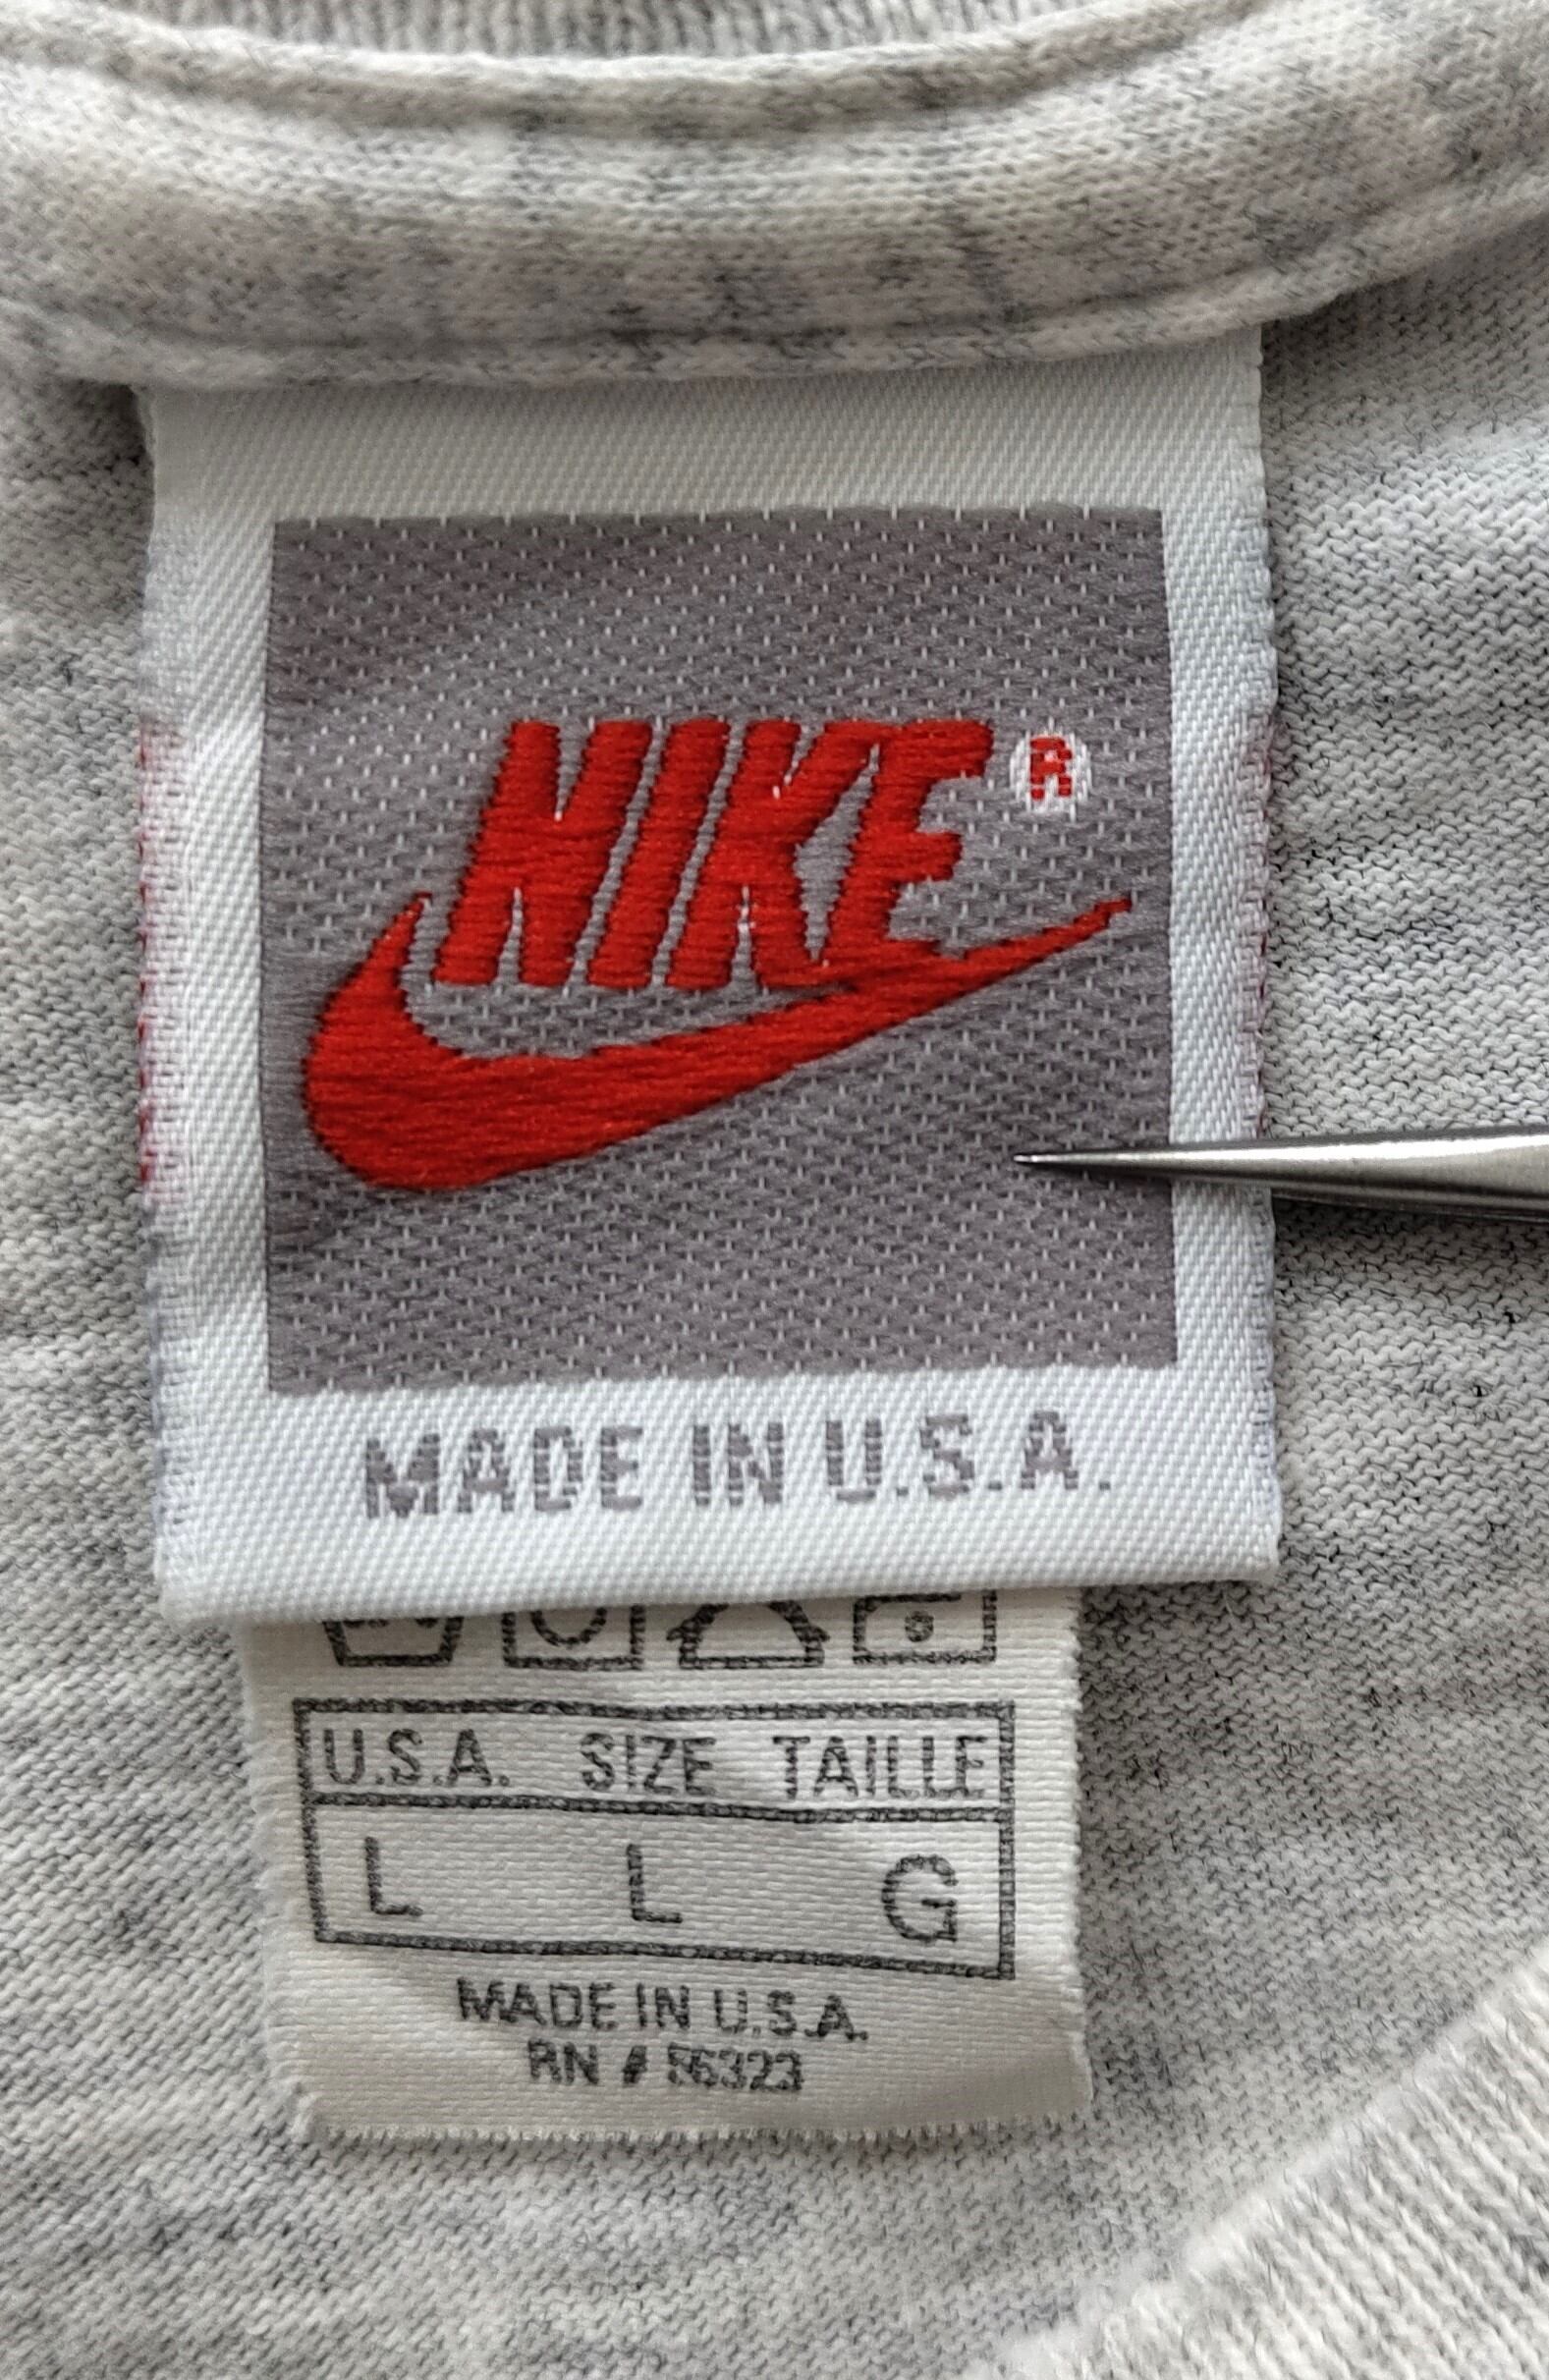 NIKE ®
MADE IN U.S.A.
U.S.A. SIZE TAILLE
L L G
MADE IN U.S.A.
RN # 56323